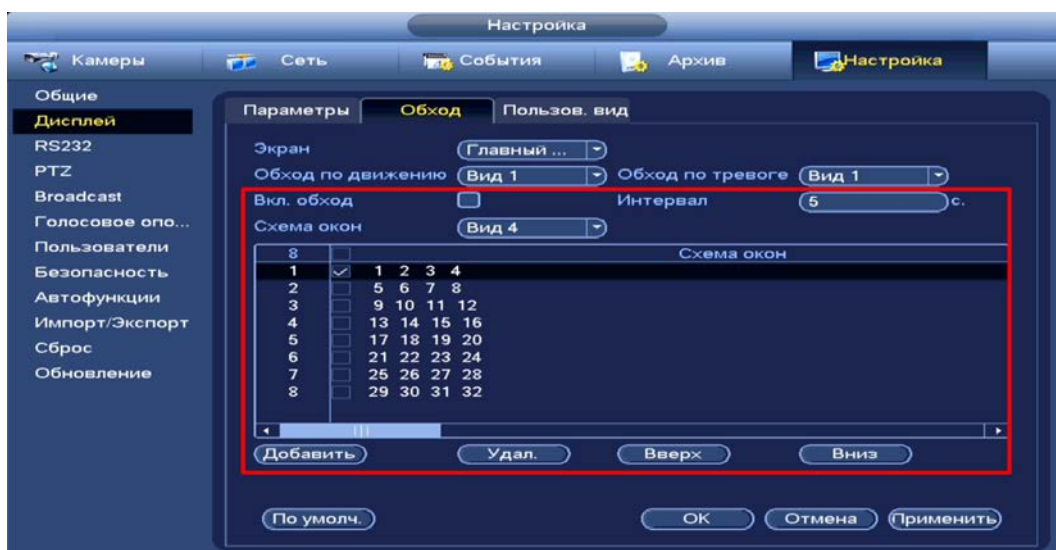 Настройка
Камеры Сеть События Архив Настройка
Общие
Дисплей
RS232
PTZ
Broadcast
Голосовое опо...
Пользователи
Безопасность
Автофункции
Импорт/Экспорт
Сброс
Обновление
Параметры Обход Пользов. вид
Экран Главный ...
Обход по движению Вид 1 Обход по тревоге Вид 1
Вкл. обход Интервал 5 с.
Схема окон Вид 4
8 Схема окон
1 1 2 3 4
2 5 6 7 8
3 9 10 11 12
4 13 14 15 16
5 17 18 19 20
6 21 22 23 24
7 25 26 27 28
8 29 30 31 32
Добавить Удал. Вверх Вниз
По умолч. OK Отмена Применить